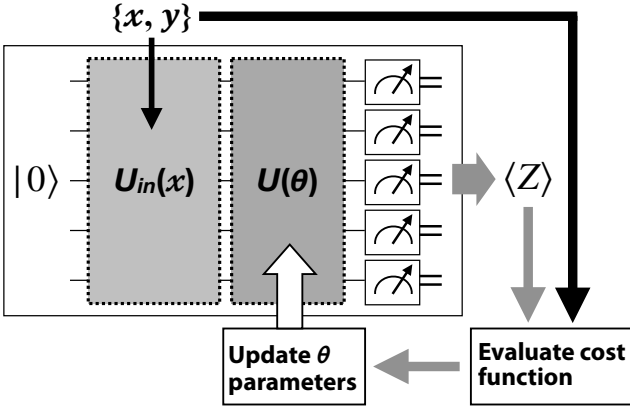 {x, y}
|0⟩
U_in(x)
U(θ)
⟨Z⟩
Update θ
parameters
Evaluate cost
function